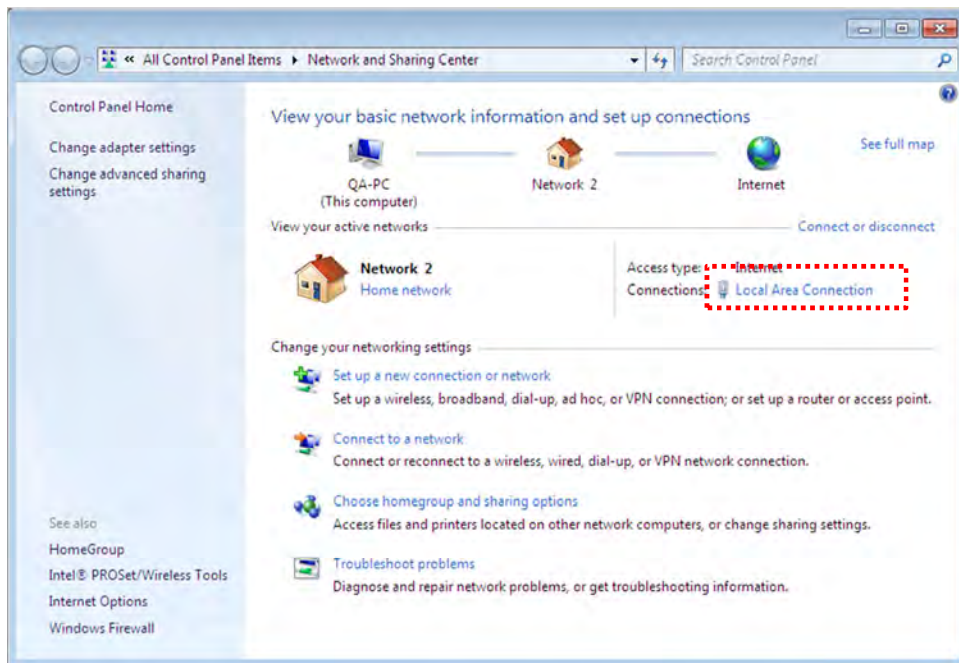 « All Control Panel Items ▸ Network and Sharing Center
Search Control Panel
Control Panel Home
Change adapter settings
Change advanced sharing
settings
See also
HomeGroup
Intel® PROSet/Wireless Tools
Internet Options
Windows Firewall
View your basic network information and set up connections
See full map
QA-PC
(This computer)
Network 2
Internet
View your active networks
Connect or disconnect
Network 2
Home network
Access type: Internet
Connections: Local Area Connection
Change your networking settings
Set up a new connection or network
Set up a wireless, broadband, dial-up, ad hoc, or VPN connection; or set up a router or access point.
Connect to a network
Connect or reconnect to a wireless, wired, dial-up, or VPN network connection.
Choose homegroup and sharing options
Access files and printers located on other network computers, or change sharing settings.
Troubleshoot problems
Diagnose and repair network problems, or get troubleshooting information.